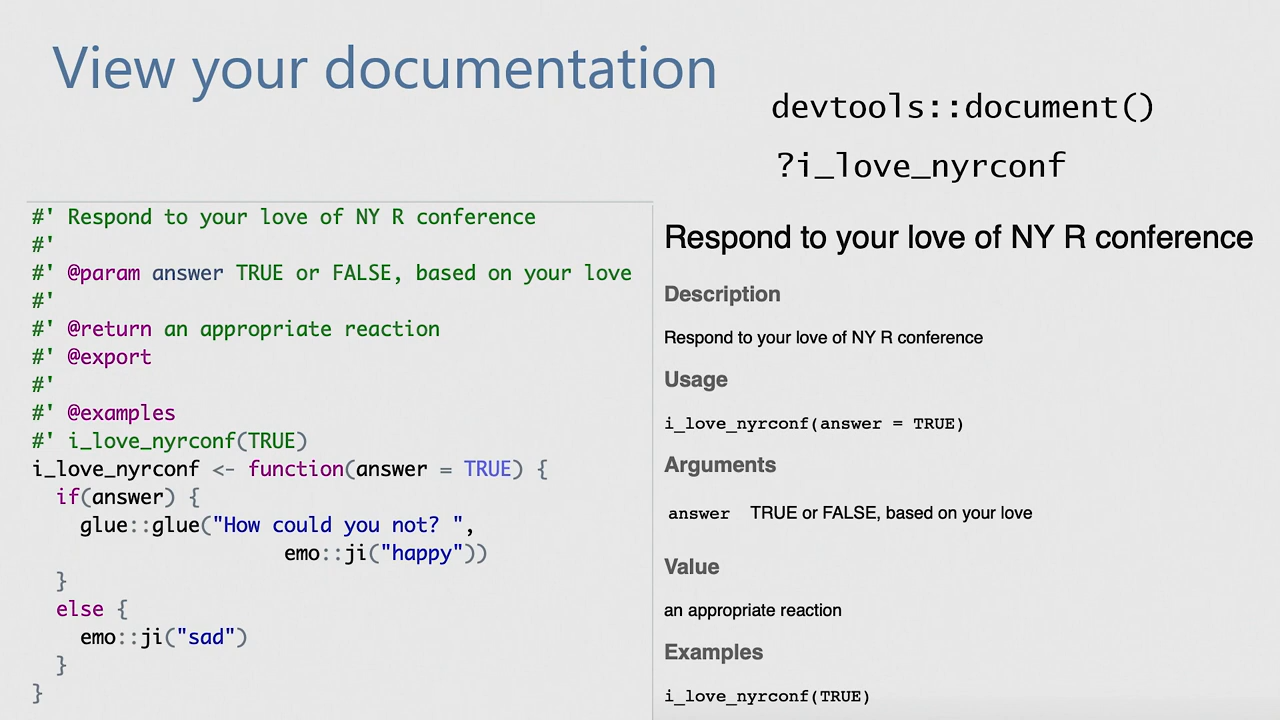 View your documentation
devtools::document()
?i_love_nyrconf
#' Respond to your love of NY R conference
#'
#' @param answer TRUE or FALSE, based on your love
#'
#' @return an appropriate reaction
#' @export
#'
#' @examples
#' i_love_nyrconf(TRUE)
i_love_nyrconf <- function(answer = TRUE) {
  if(answer) {
    glue::glue("How could you not? ",
                     emo::ji("happy"))
  }
  else {
    emo::ji("sad")
  }
}
Respond to your love of NY R conference
Description
Respond to your love of NY R conference
Usage
i_love_nyrconf(answer = TRUE)
Arguments
answer TRUE or FALSE, based on your love
Value
an appropriate reaction
Examples
i_love_nyrconf(TRUE)